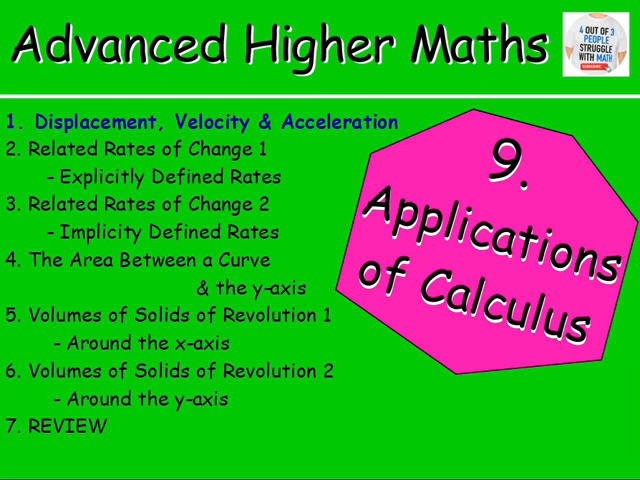 Advanced Higher Maths
4 OUT OF 3
PEOPLE
STRUGGLE
WITH MATH
1. Displacement, Velocity & Acceleration
2. Related Rates of Change 1
- Explicitly Defined Rates
3. Related Rates of Change 2
- Implicity Defined Rates
4. The Area Between a Curve
& the y-axis
5. Volumes of Solids of Revolution 1
- Around the x-axis
6. Volumes of Solids of Revolution 2
- Around the y-axis
7. REVIEW
9.
Applications
of Calculus